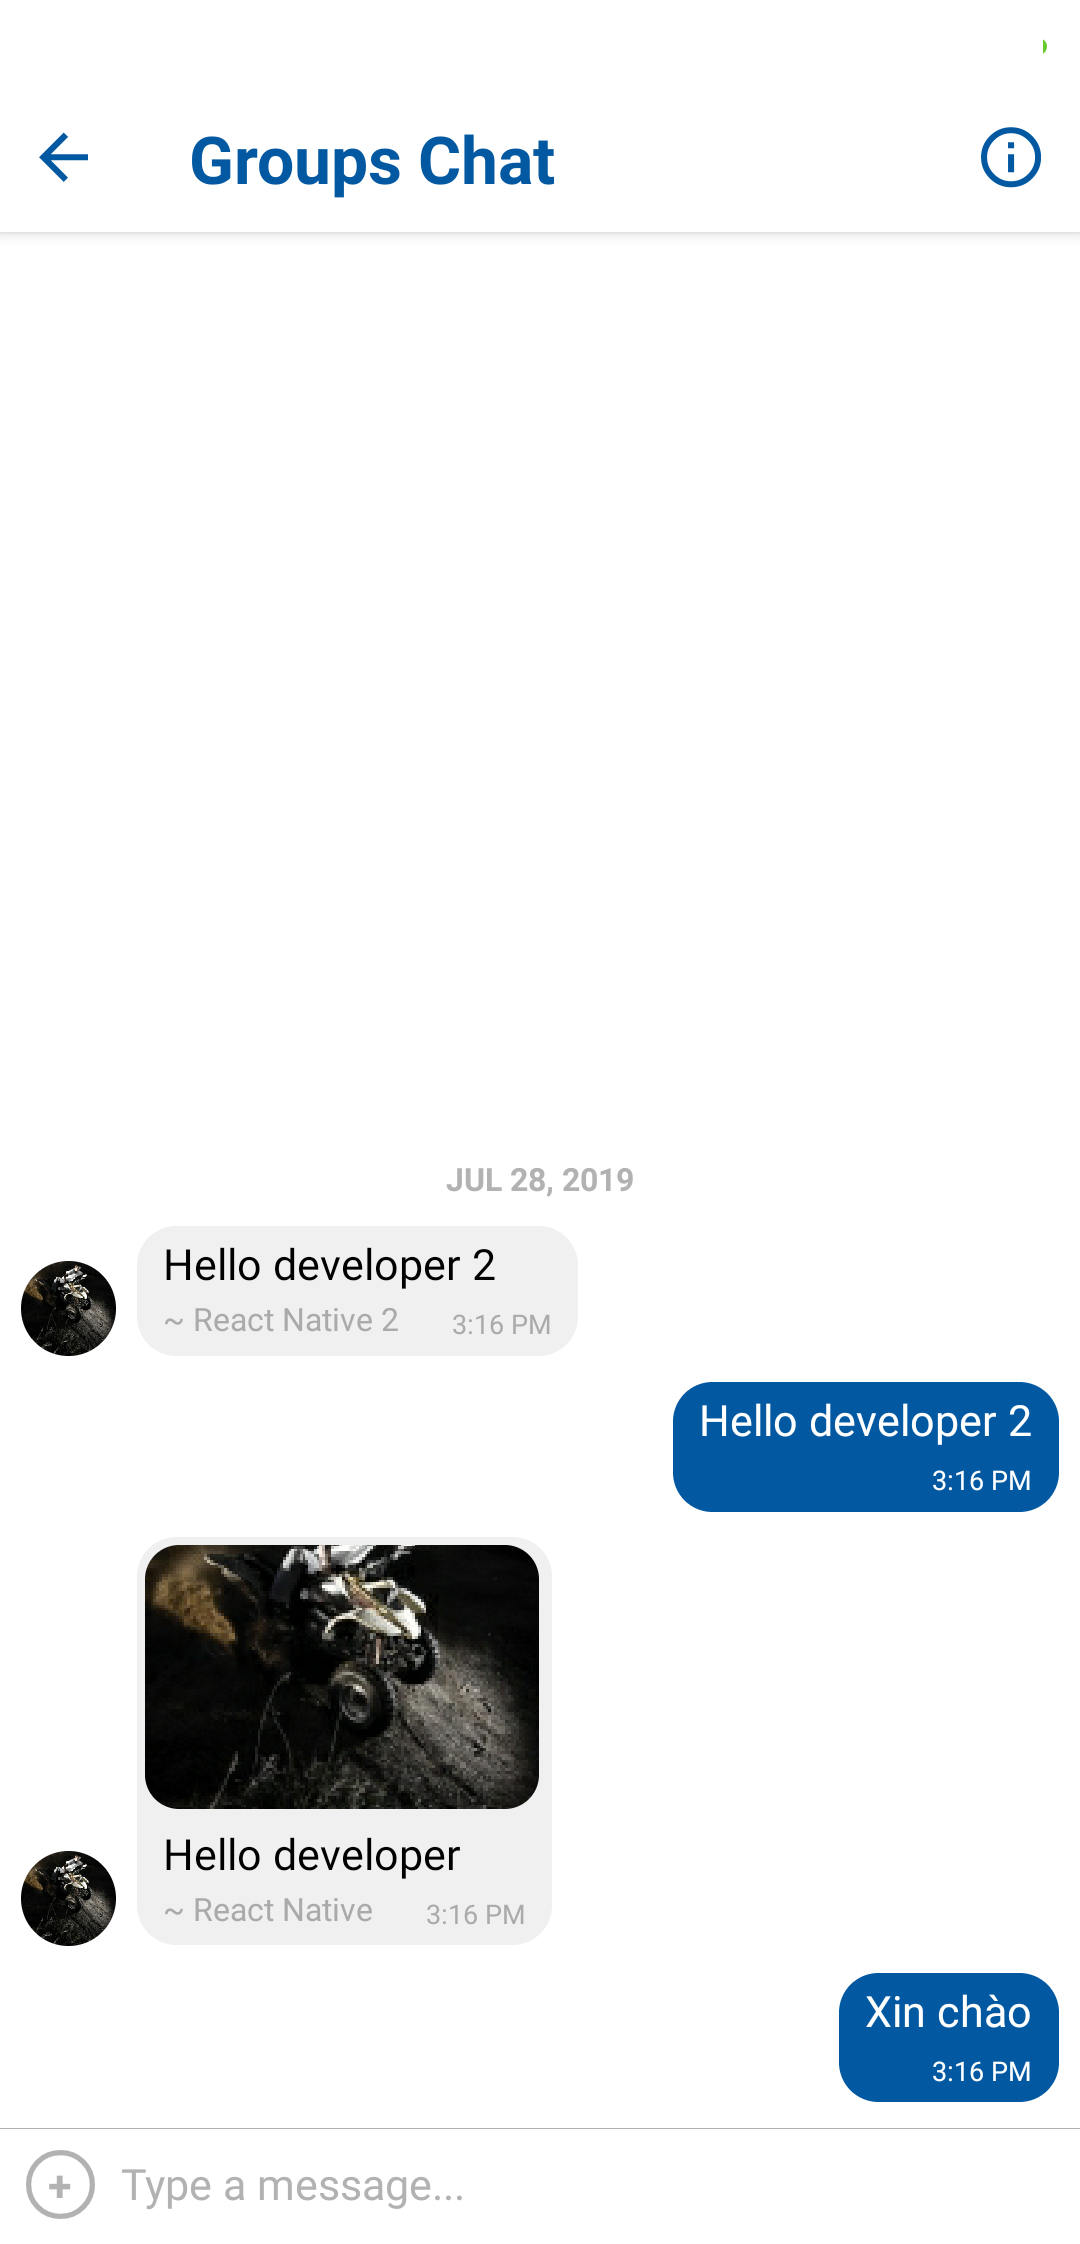 Groups Chat
JUL 28, 2019
Hello developer 2
~ React Native 2 3:16 PM
Hello developer 2
3:16 PM
Hello developer
~ React Native 3:16 PM
Xin chào
3:16 PM
Type a message...